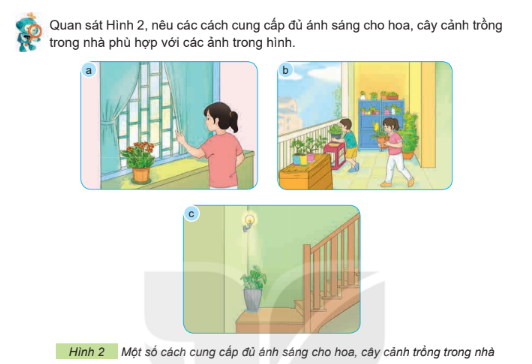 Quan sát Hình 2, nêu các cách cung cấp đủ ánh sáng cho hoa, cây cảnh trồng
trong nhà phù hợp với các ảnh trong hình.
a
b
c
Hình 2 Một số cách cung cấp đủ ánh sáng cho hoa, cây cảnh trồng trong nhà